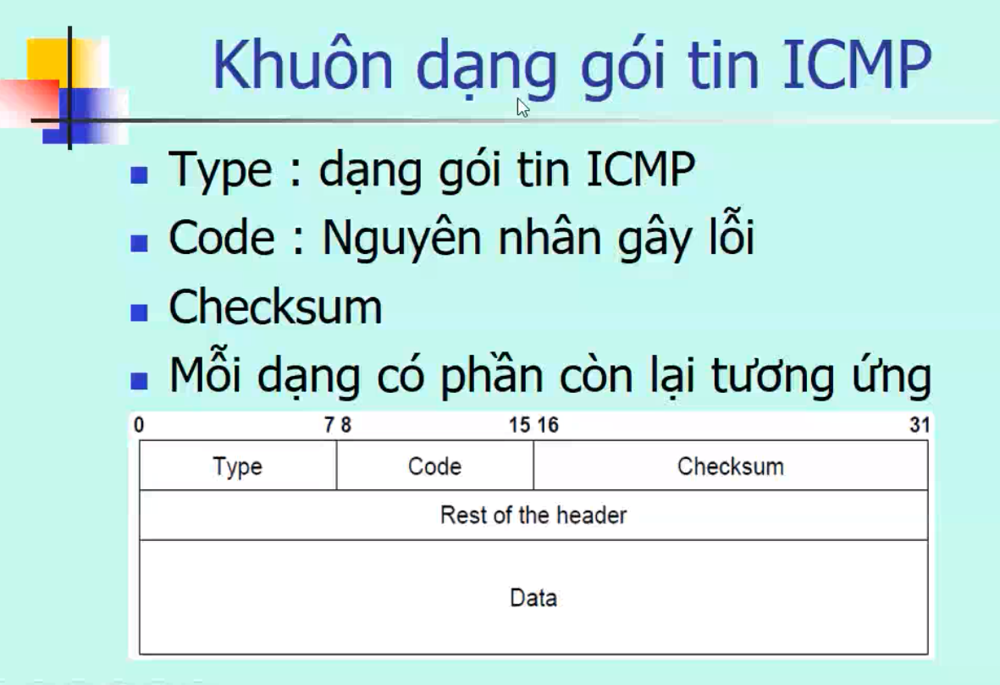 Khuôn dạng gói tin ICMP
Type : dạng gói tin ICMP
Code : Nguyên nhân gây lỗi
Checksum
Mỗi dạng có phần còn lại tương ứng
0 7 8 15 16 31
Type Code Checksum
Rest of the header
Data